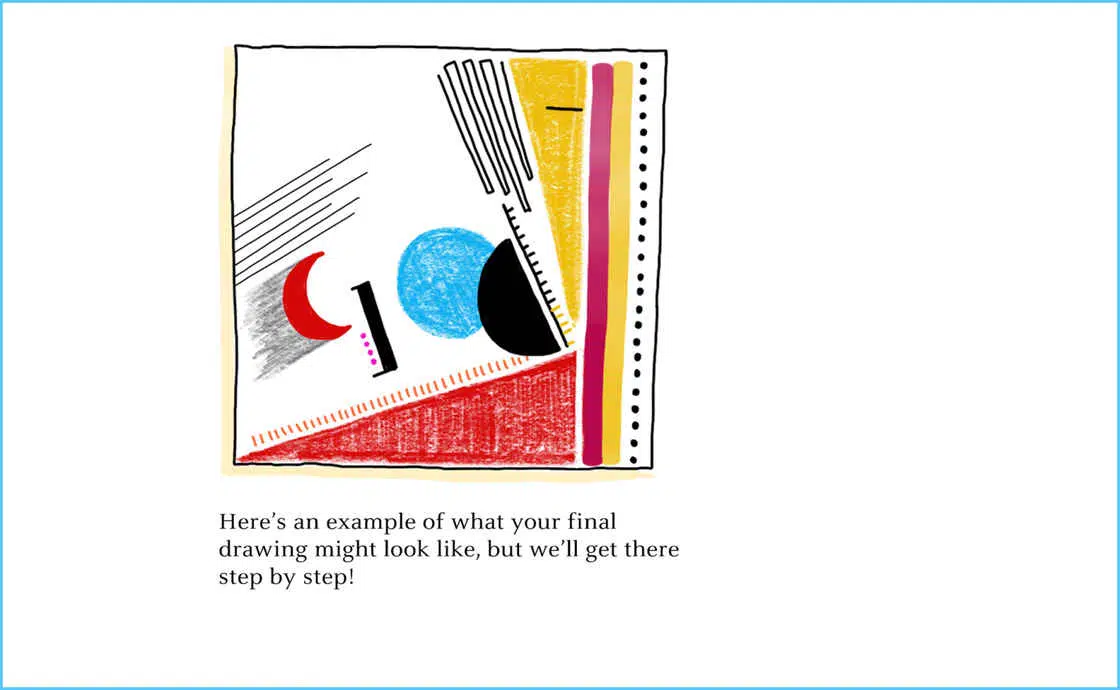 Here’s an example of what your final
drawing might look like, but we’ll get there
step by step!